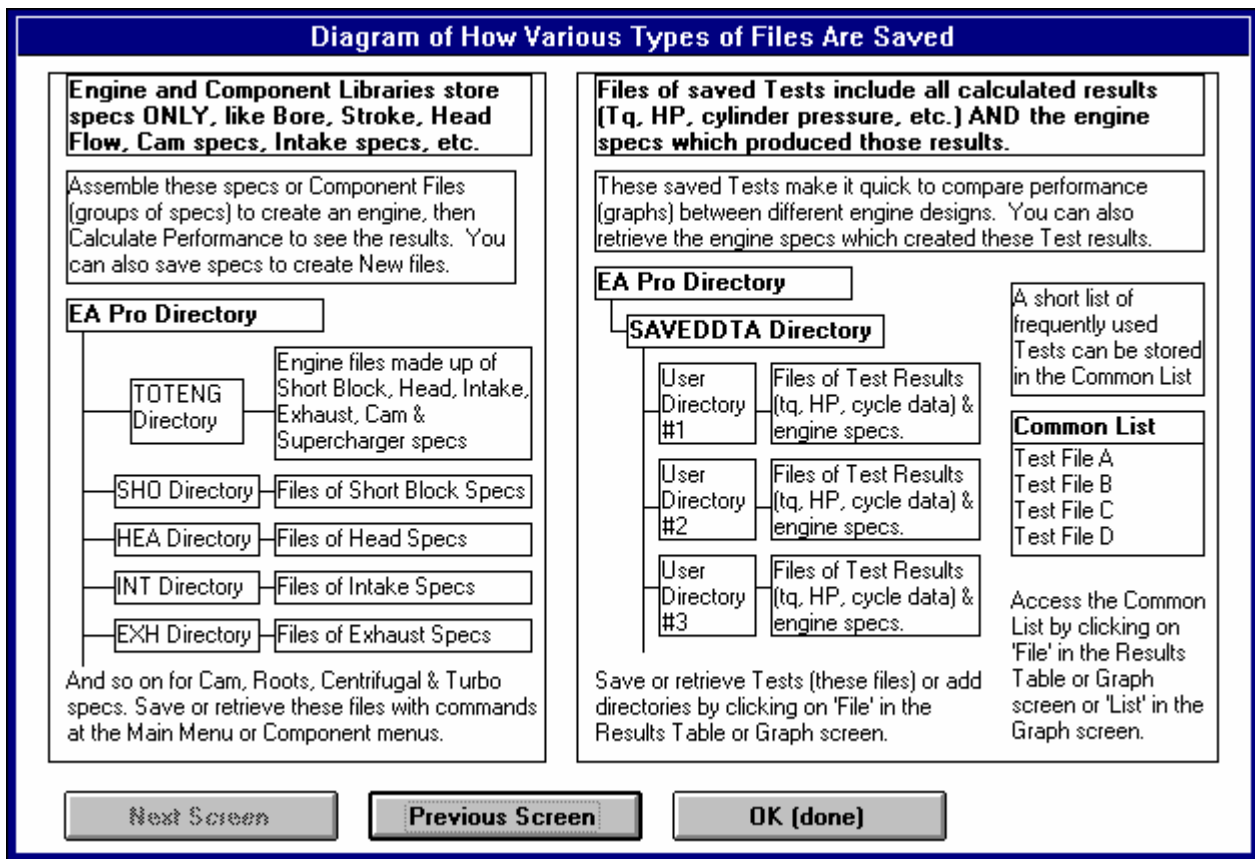 Diagram of How Various Types of Files Are Saved
Engine and Component Libraries store
specs ONLY, like Bore, Stroke, Head
Flow, Cam specs, Intake specs, etc.
Assemble these specs or Component Files
(groups of specs) to create an engine, then
Calculate Performance to see the results.  You
can also save specs to create New files.
EA Pro Directory
TOTENG
Directory
Engine files made up of
Short Block, Head, Intake,
Exhaust, Cam &
Supercharger specs
SHO Directory
Files of Short Block Specs
HEA Directory
Files of Head Specs
INT Directory
Files of Intake Specs
EXH Directory
Files of Exhaust Specs
And so on for Cam, Roots, Centrifugal & Turbo
specs. Save or retrieve these files with commands
at the Main Menu or Component menus.
Files of saved Tests include all calculated results
(Tq, HP, cylinder pressure, etc.) AND the engine
specs which produced those results.
These saved Tests make it quick to compare performance
(graphs) between different engine designs.  You can also
retrieve the engine specs which created these Test results.
EA Pro Directory
SAVEDDTA Directory
User
Directory
#1
Files of Test Results
(tq, HP, cycle data) &
engine specs.
User
Directory
#2
Files of Test Results
(tq, HP, cycle data) &
engine specs.
User
Directory
#3
Files of Test Results
(tq, HP, cycle data) &
engine specs.
Save or retrieve Tests (these files) or add
directories by clicking on 'File' in the
Results Table or Graph screen.
A short list of
frequently used
Tests can be stored
in the Common List
Common List
Test File A
Test File B
Test File C
Test File D
Access the Common
List by clicking on
'File' in the Results
Table or Graph
screen or 'List' in the
Graph screen.
Next Screen
Previous Screen
OK (done)